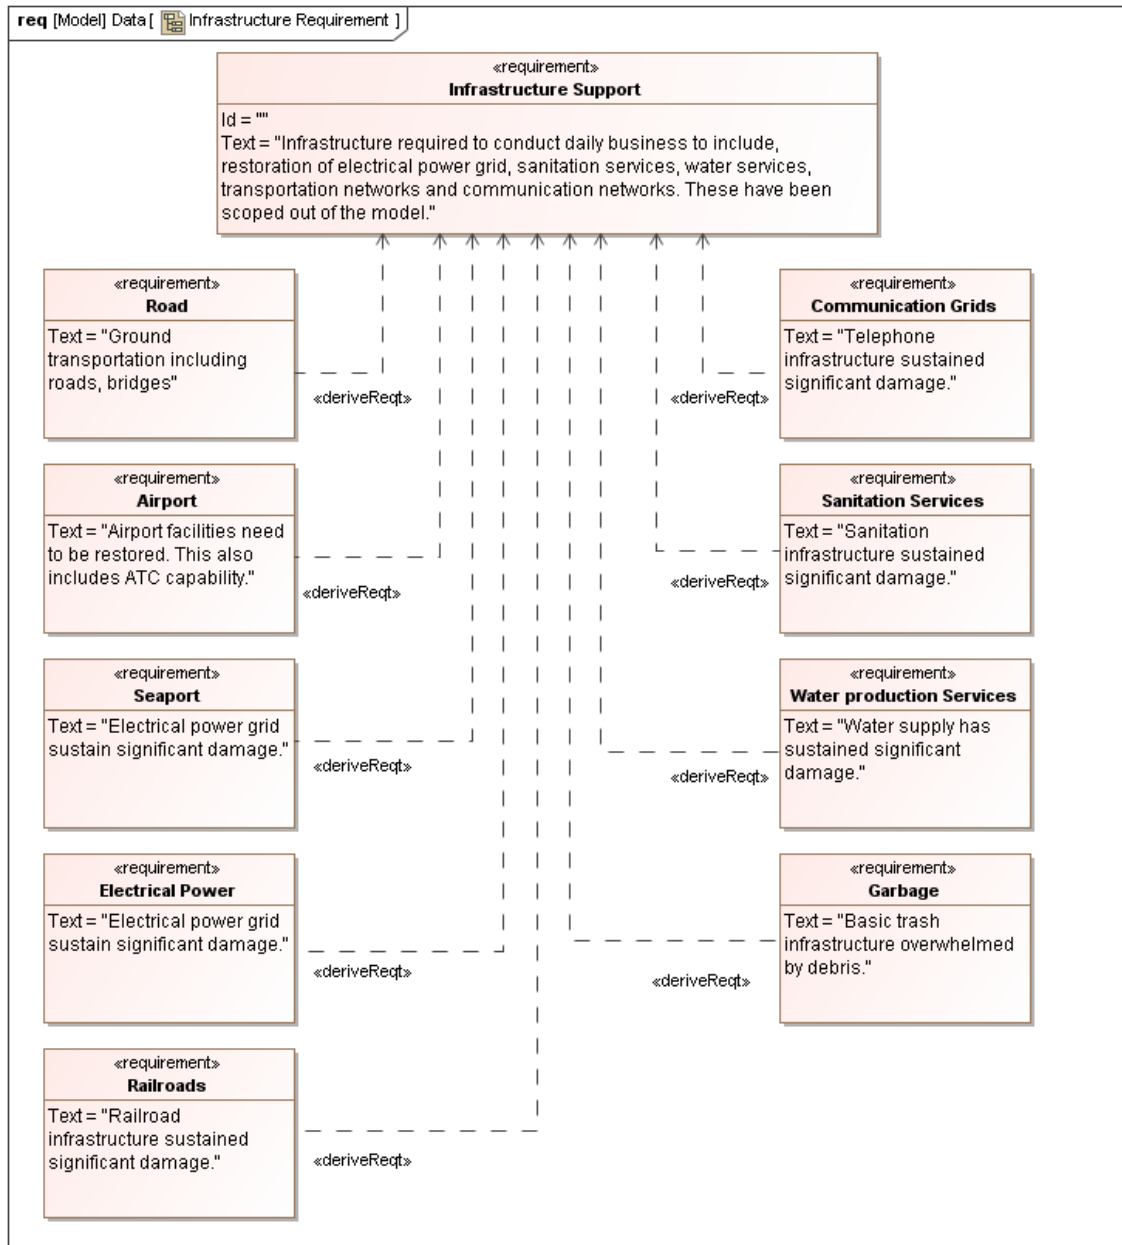 req [Model] Data [ Infrastructure Requirement ]
«requirement»
Infrastructure Support
Id = ""
Text = "Infrastructure required to conduct daily business to include,
restoration of electrical power grid, sanitation services, water services,
transportation networks and communication networks. These have been
scoped out of the model."
«requirement»
Road
Text = "Ground
transportation including
roads, bridges"
«deriveReqt»
«requirement»
Communication Grids
Text = "Telephone
infrastructure sustained
significant damage."
«deriveReqt»
«requirement»
Airport
Text = "Airport facilities need
to be restored. This also
includes ATC capability."
«deriveReqt»
«requirement»
Sanitation Services
Text = "Sanitation
infrastructure sustained
significant damage."
«deriveReqt»
«requirement»
Seaport
Text = "Electrical power grid
sustain significant damage."
«deriveReqt»
«requirement»
Water production Services
Text = "Water supply has
sustained significant
damage."
«deriveReqt»
«requirement»
Electrical Power
Text = "Electrical power grid
sustain significant damage."
«deriveReqt»
«requirement»
Garbage
Text = "Basic trash
infrastructure overwhelmed
by debris."
«deriveReqt»
«requirement»
Railroads
Text = "Railroad
infrastructure sustained
significant damage."
«deriveReqt»